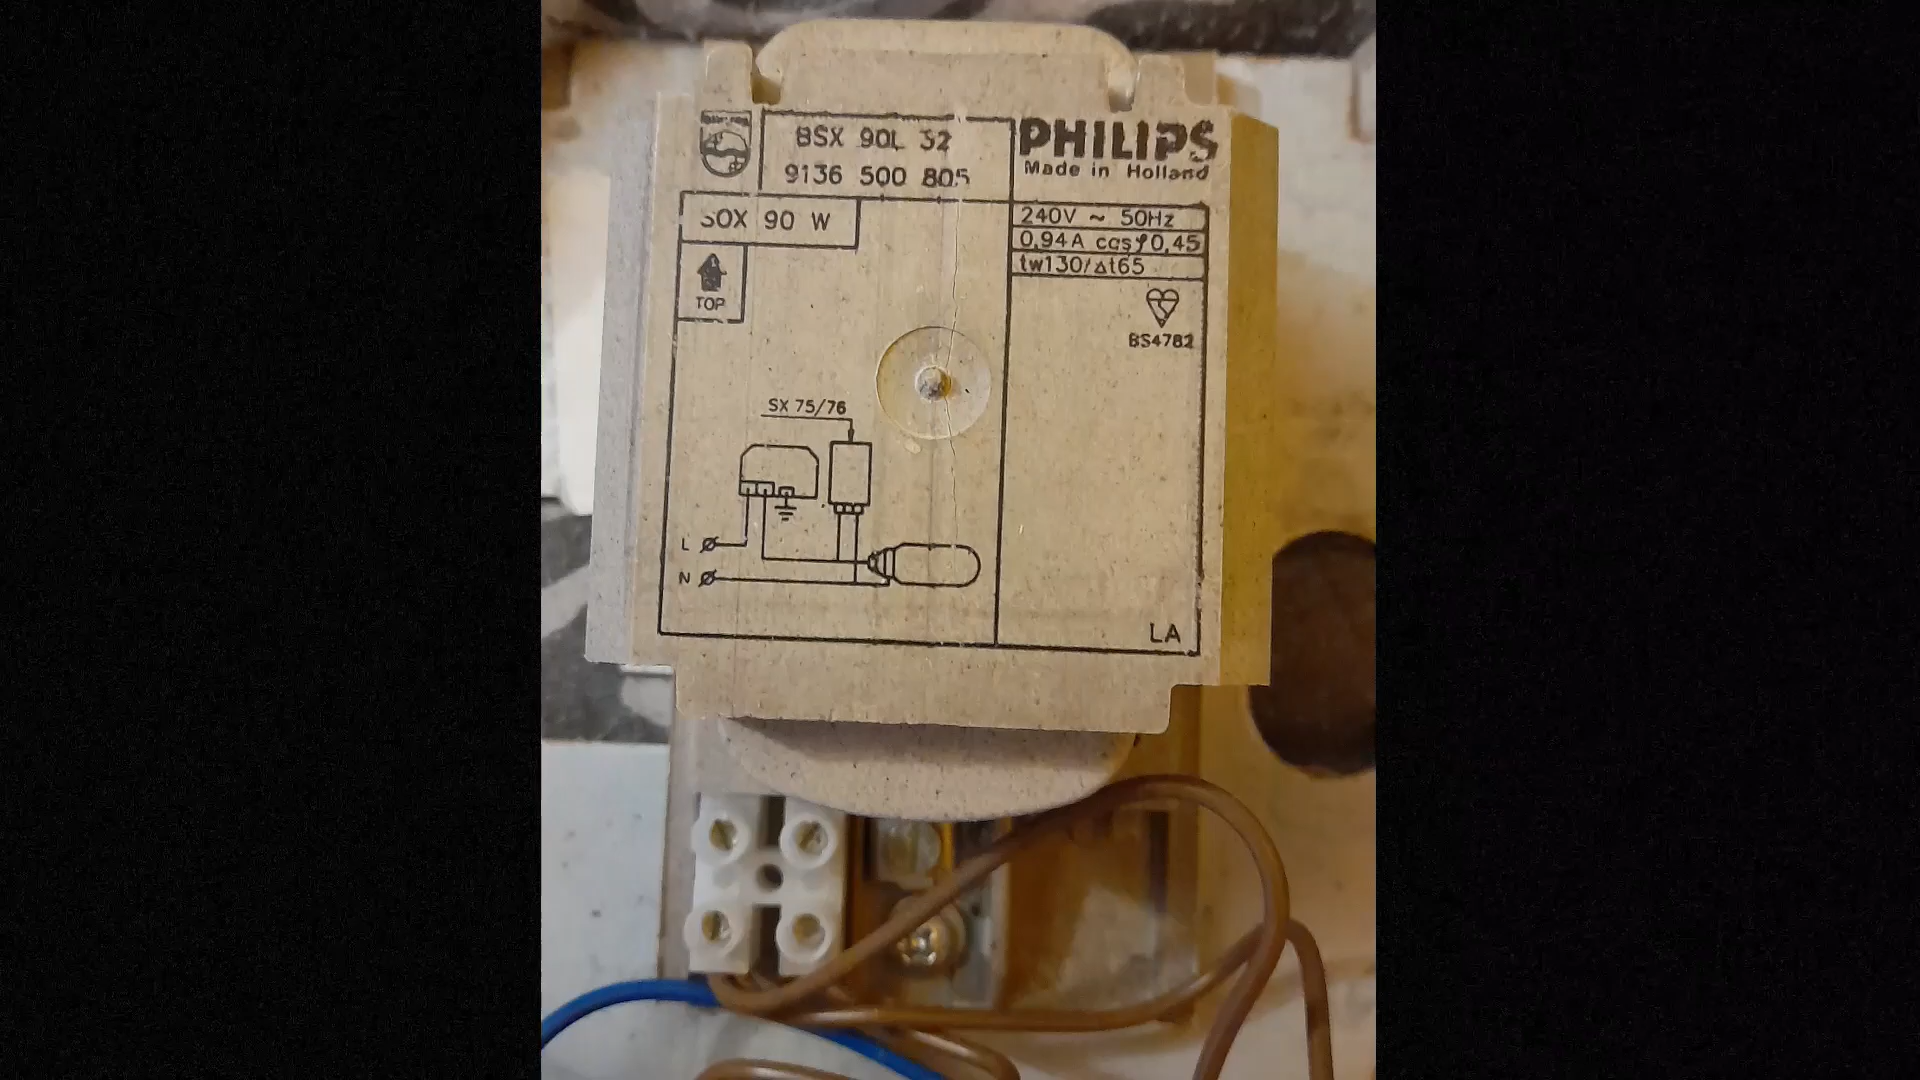 BSX 90L 32
9136 500 805
PHILIPS
Made in Holland
SOX 90 W
TOP
240V ~ 50Hz
0,94A cosφ0,45
tw130/Δt65
BS4782
SX 75/76
L
N
LA